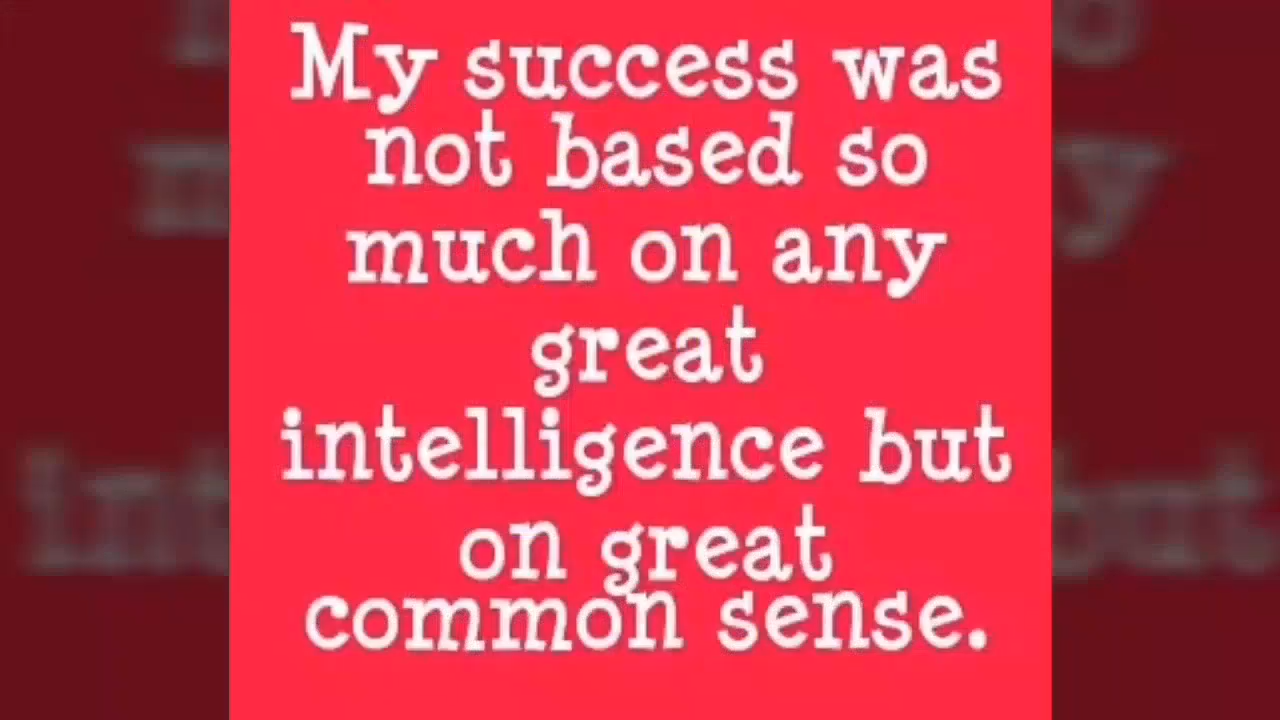 My success was
not based so
much on any
great
intelligence but
on great
common sense.